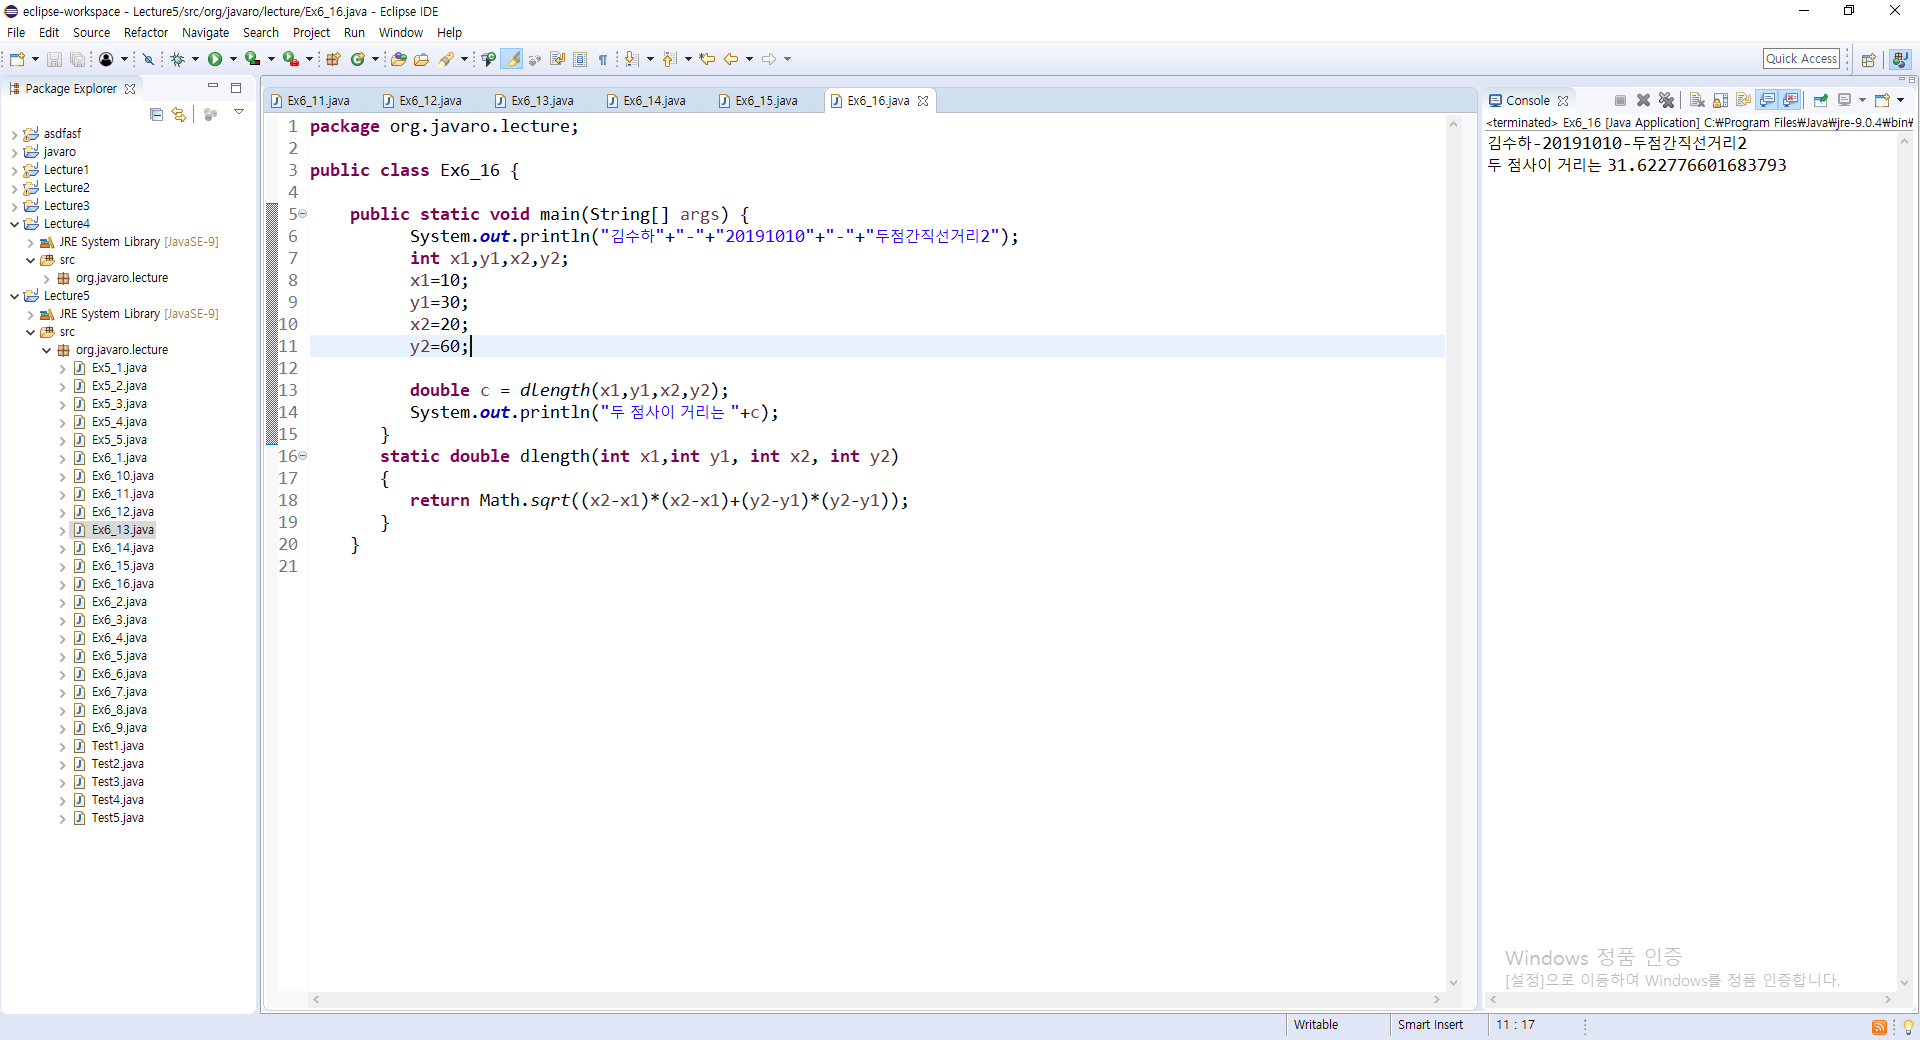 eclipse-workspace - Lecture5/src/org/javaro/lecture/Ex6_16.java - Eclipse IDE
File Edit Source Refactor Navigate Search Project Run Window Help
Quick Access
Package Explorer
asdfasf
javaro
Lecture1
Lecture2
Lecture3
Lecture4
JRE System Library [JavaSE-9]
src
org.javaro.lecture
Lecture5
JRE System Library [JavaSE-9]
src
org.javaro.lecture
Ex5_1.java
Ex5_2.java
Ex5_3.java
Ex5_4.java
Ex5_5.java
Ex6_1.java
Ex6_10.java
Ex6_11.java
Ex6_12.java
Ex6_13.java
Ex6_14.java
Ex6_15.java
Ex6_16.java
Ex6_2.java
Ex6_3.java
Ex6_4.java
Ex6_5.java
Ex6_6.java
Ex6_7.java
Ex6_8.java
Ex6_9.java
Test1.java
Test2.java
Test3.java
Test4.java
Test5.java
Ex6_11.java Ex6_12.java Ex6_13.java Ex6_14.java Ex6_15.java Ex6_16.java
1 package org.javaro.lecture;
2
3 public class Ex6_16 {
4
5 public static void main(String[] args) {
6 System.out.println("김수하"+"-"+"20191010"+"-"+"두점간직선거리2");
7 int x1,y1,x2,y2;
8 x1=10;
9 y1=30;
10 x2=20;
11 y2=60;
12
13 double c = dlength(x1,y1,x2,y2);
14 System.out.println("두 점사이 거리는 "+c);
15 }
16 static double dlength(int x1,int y1, int x2, int y2)
17 {
18 return Math.sqrt((x2-x1)*(x2-x1)+(y2-y1)*(y2-y1));
19 }
20 }
21
Console
<terminated> Ex6_16 [Java Application] C:₩Program Files₩Java₩jre-9.0.4₩bin₩
김수하-20191010-두점간직선거리2
두 점사이 거리는 31.622776601683793
Windows 정품 인증
[설정]으로 이동하여 Windows를 정품 인증합니다.
Writable Smart Insert 11 : 17